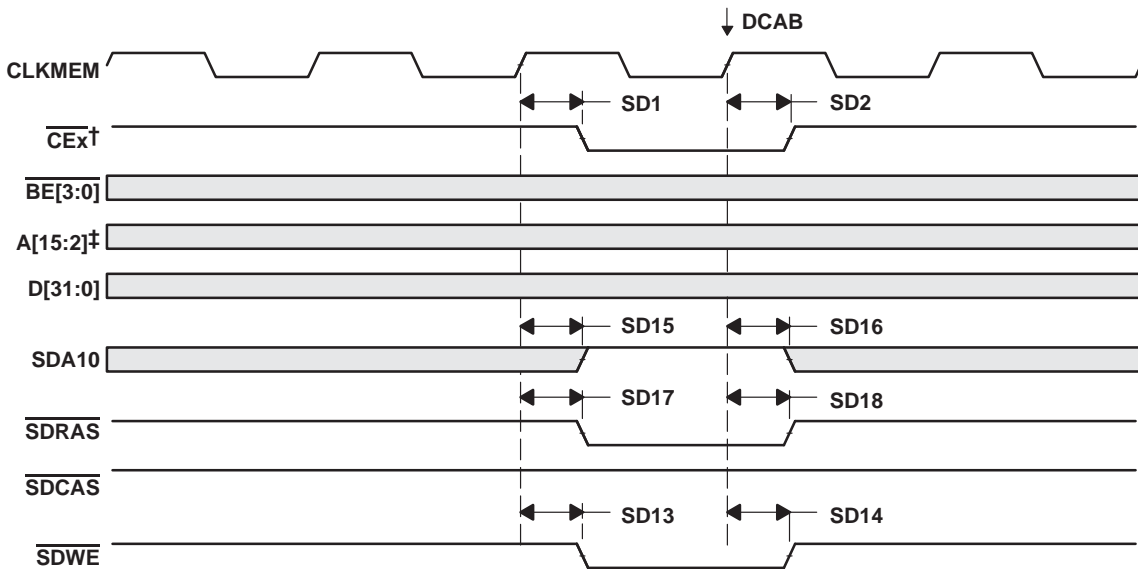 DCAB
CLKMEM
SD1 SD2
CEx†
BE[3:0]
A[15:2]‡
D[31:0]
SD15 SD16
SDA10
SD17 SD18
SDRAS
SDCAS
SD13 SD14
SDWE